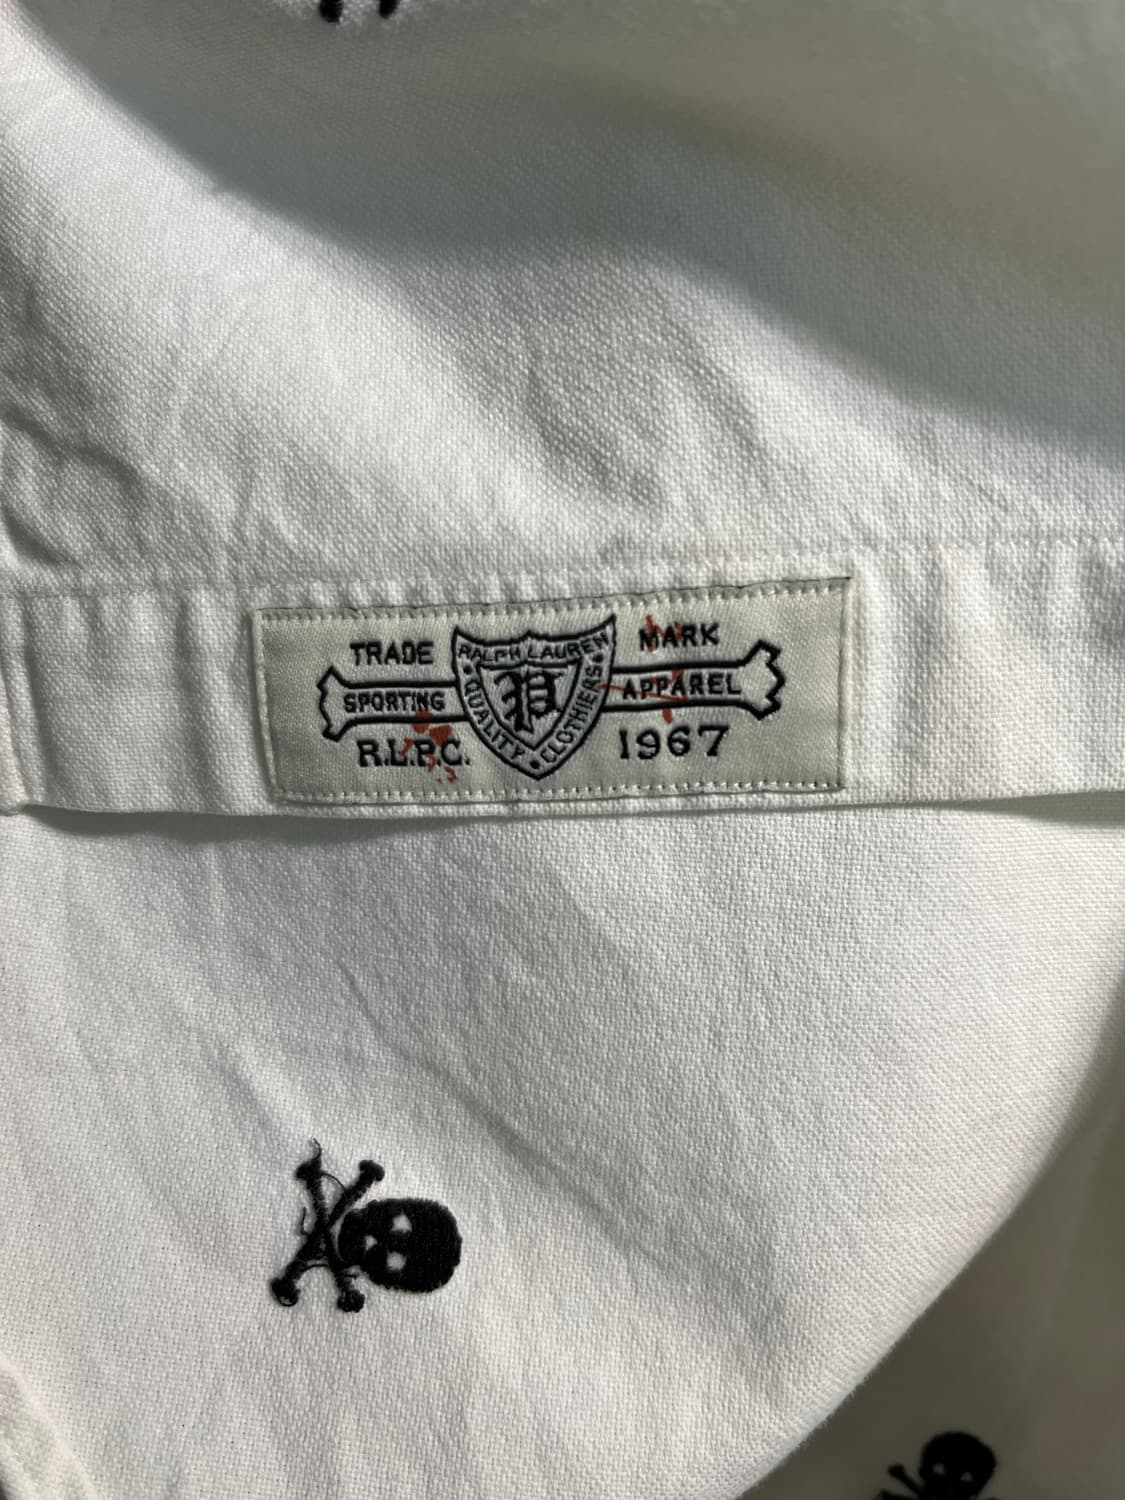 TRADE MARK
RALPH LAUREN
SPORTING APPAREL
P
QUALITY • CLOTHIERS
R.L.P.C. 1967